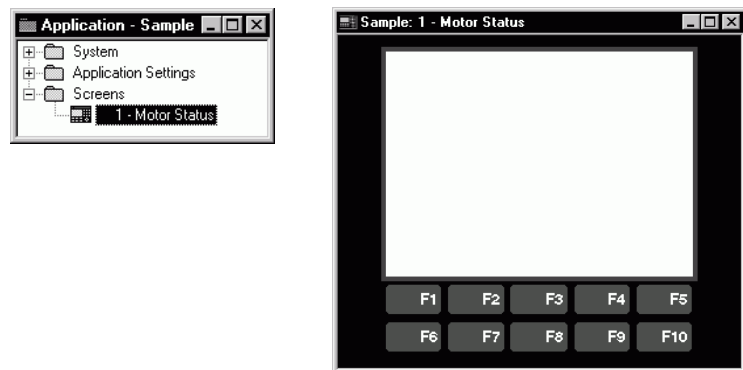 Application - Sample
System
Application Settings
Screens
1 - Motor Status
Sample: 1 - Motor Status
F1 F2 F3 F4 F5
F6 F7 F8 F9 F10